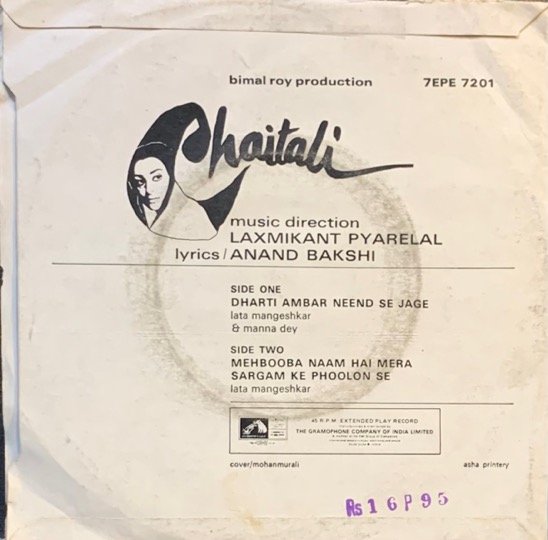 bimal roy production 7EPE 7201
Chaitali
music direction
LAXMIKANT PYARELAL
lyrics / ANAND BAKSHI
SIDE ONE
DHARTI AMBAR NEEND SE JAGE
lata mangeshkar
& manna dey
SIDE TWO
MEHBOOBA NAAM HAI MERA
SARGAM KE PHOOLON SE
lata mangeshkar
45 R.P.M. EXTENDED PLAY RECORD
THE GRAMOPHONE COMPANY OF INDIA LIMITED
cover/mohanmurali asha printery
Rs 16 P 95